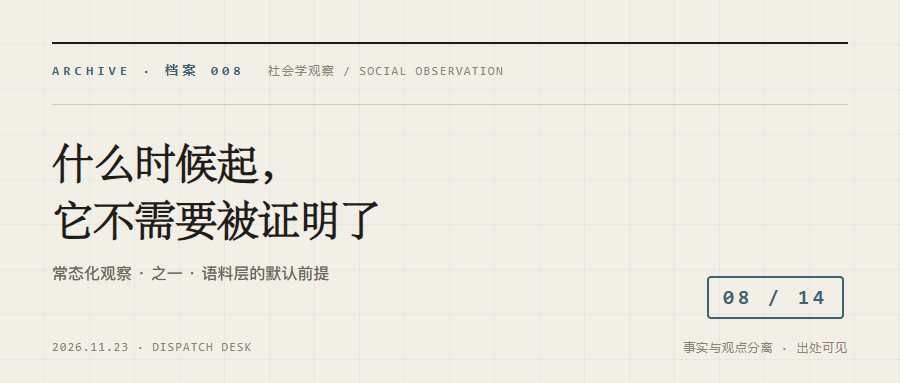 ARCHIVE · 档案 008 社会学观察 / SOCIAL OBSERVATION
什么时候起，
它不需要被证明了
常态化观察 · 之一 · 语料层的默认前提
08 / 14
2026.11.23 · DISPATCH DESK
事实与观点分离 · 出处可见